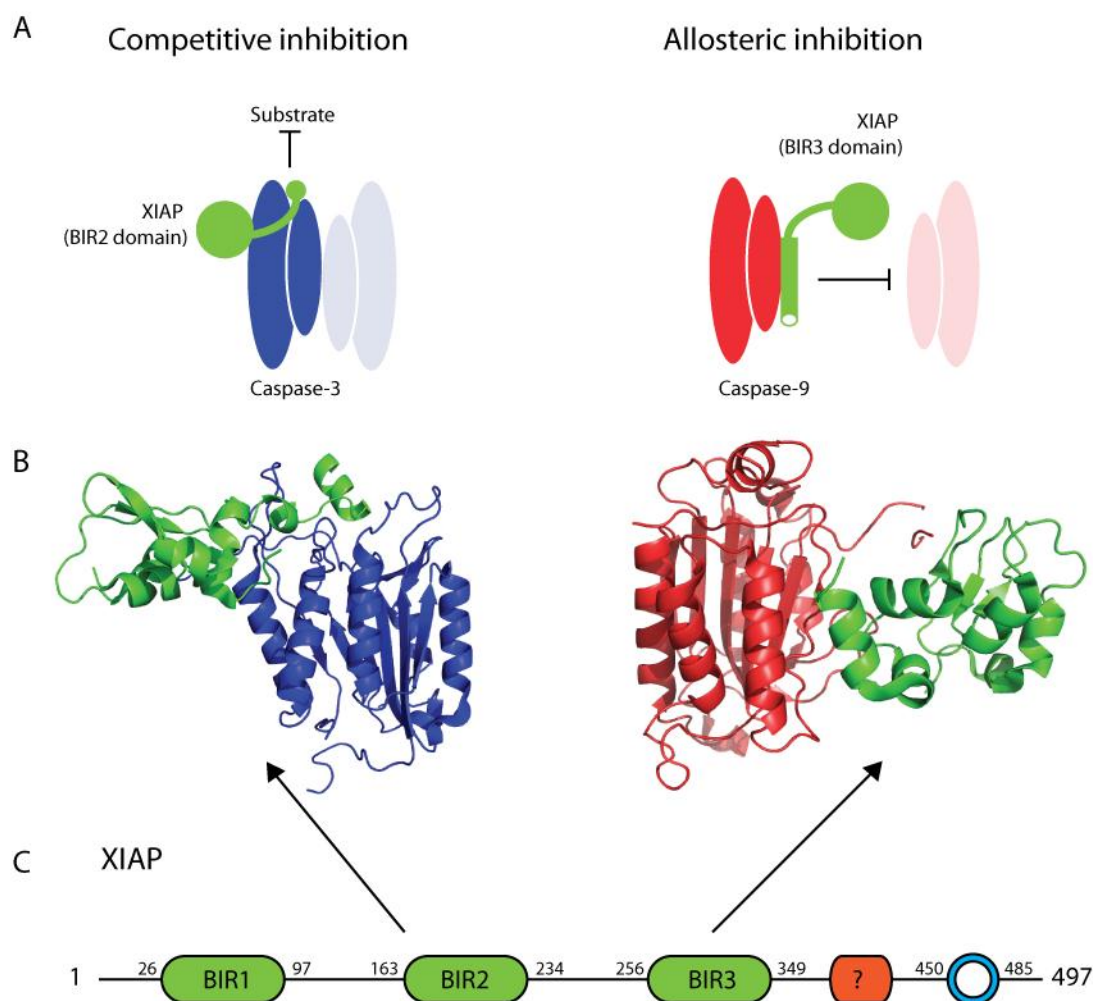 A
Competitive inhibition
Allosteric inhibition
Substrate
XIAP
(BIR2 domain)
Caspase-3
XIAP
(BIR3 domain)
Caspase-9
B
C
XIAP
1
26
BIR1
97
163
BIR2
234
256
BIR3
349
?
450
485
497